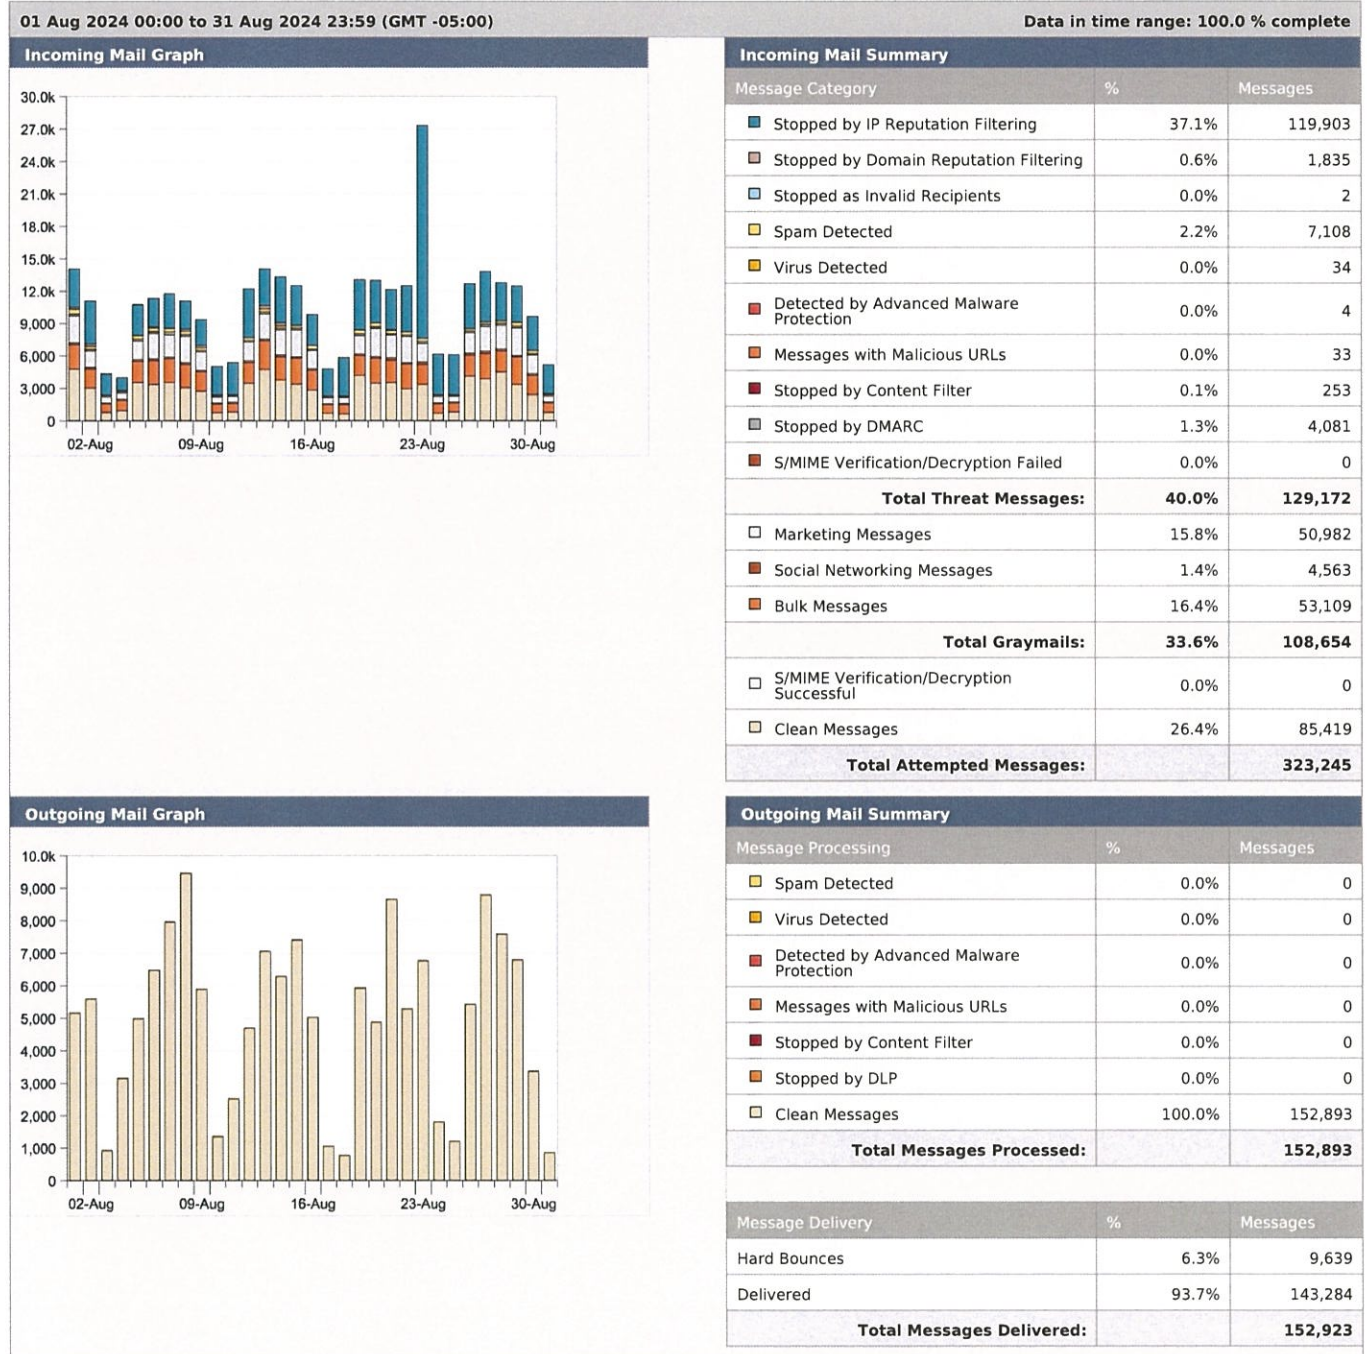 01 Aug 2024 00:00 to 31 Aug 2024 23:59 (GMT -05:00) Data in time range: 100.0 % complete
Incoming Mail Graph
30.0k
27.0k
24.0k
21.0k
18.0k
15.0k
12.0k
9,000
6,000
3,000
0
02-Aug 09-Aug 16-Aug 23-Aug 30-Aug
Incoming Mail Summary
Message Category % Messages
Stopped by IP Reputation Filtering 37.1% 119,903
Stopped by Domain Reputation Filtering 0.6% 1,835
Stopped as Invalid Recipients 0.0% 2
Spam Detected 2.2% 7,108
Virus Detected 0.0% 34
Detected by Advanced Malware
Protection 0.0% 4
Messages with Malicious URLs 0.0% 33
Stopped by Content Filter 0.1% 253
Stopped by DMARC 1.3% 4,081
S/MIME Verification/Decryption Failed 0.0% 0
Total Threat Messages: 40.0% 129,172
Marketing Messages 15.8% 50,982
Social Networking Messages 1.4% 4,563
Bulk Messages 16.4% 53,109
Total Graymails: 33.6% 108,654
S/MIME Verification/Decryption
Successful 0.0% 0
Clean Messages 26.4% 85,419
Total Attempted Messages: 323,245
Outgoing Mail Graph
10.0k
9,000
8,000
7,000
6,000
5,000
4,000
3,000
2,000
1,000
0
02-Aug 09-Aug 16-Aug 23-Aug 30-Aug
Outgoing Mail Summary
Message Processing % Messages
Spam Detected 0.0% 0
Virus Detected 0.0% 0
Detected by Advanced Malware
Protection 0.0% 0
Messages with Malicious URLs 0.0% 0
Stopped by Content Filter 0.0% 0
Stopped by DLP 0.0% 0
Clean Messages 100.0% 152,893
Total Messages Processed: 152,893
Message Delivery % Messages
Hard Bounces 6.3% 9,639
Delivered 93.7% 143,284
Total Messages Delivered: 152,923